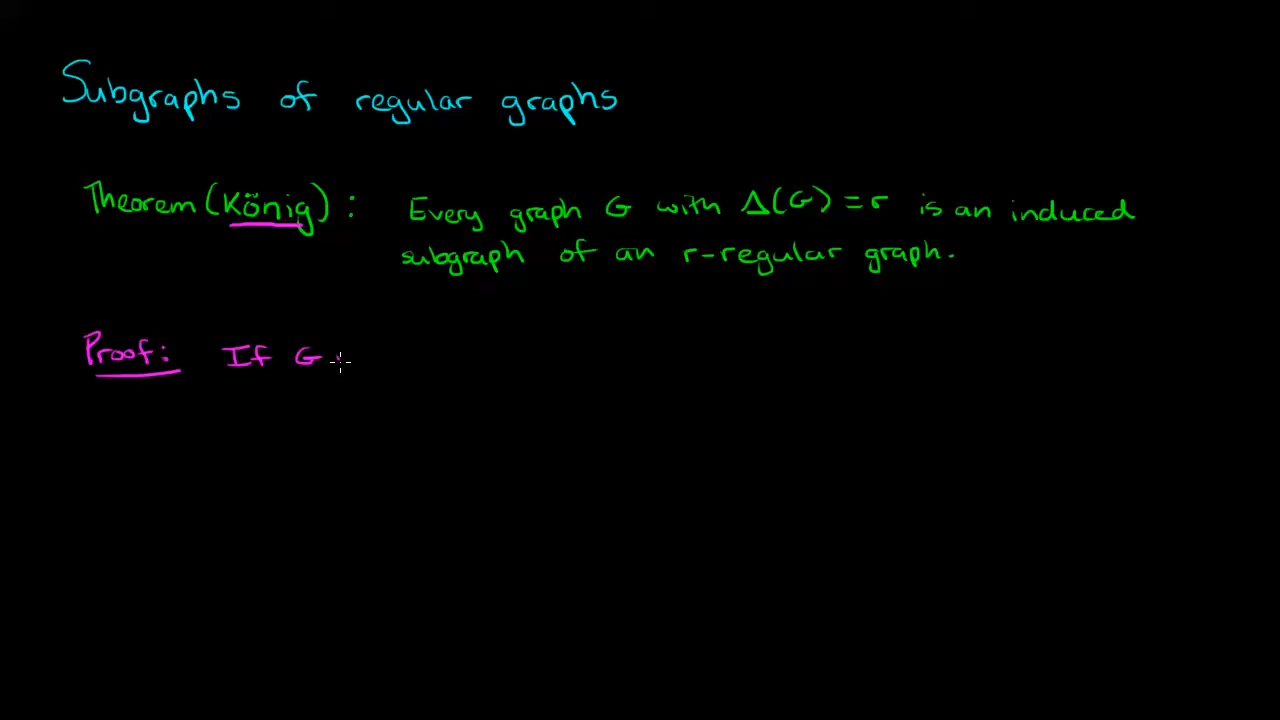 Subgraphs of regular graphs
Theorem (König): Every graph G with Δ(G) = r is an induced
subgraph of an r-regular graph.
Proof: If G